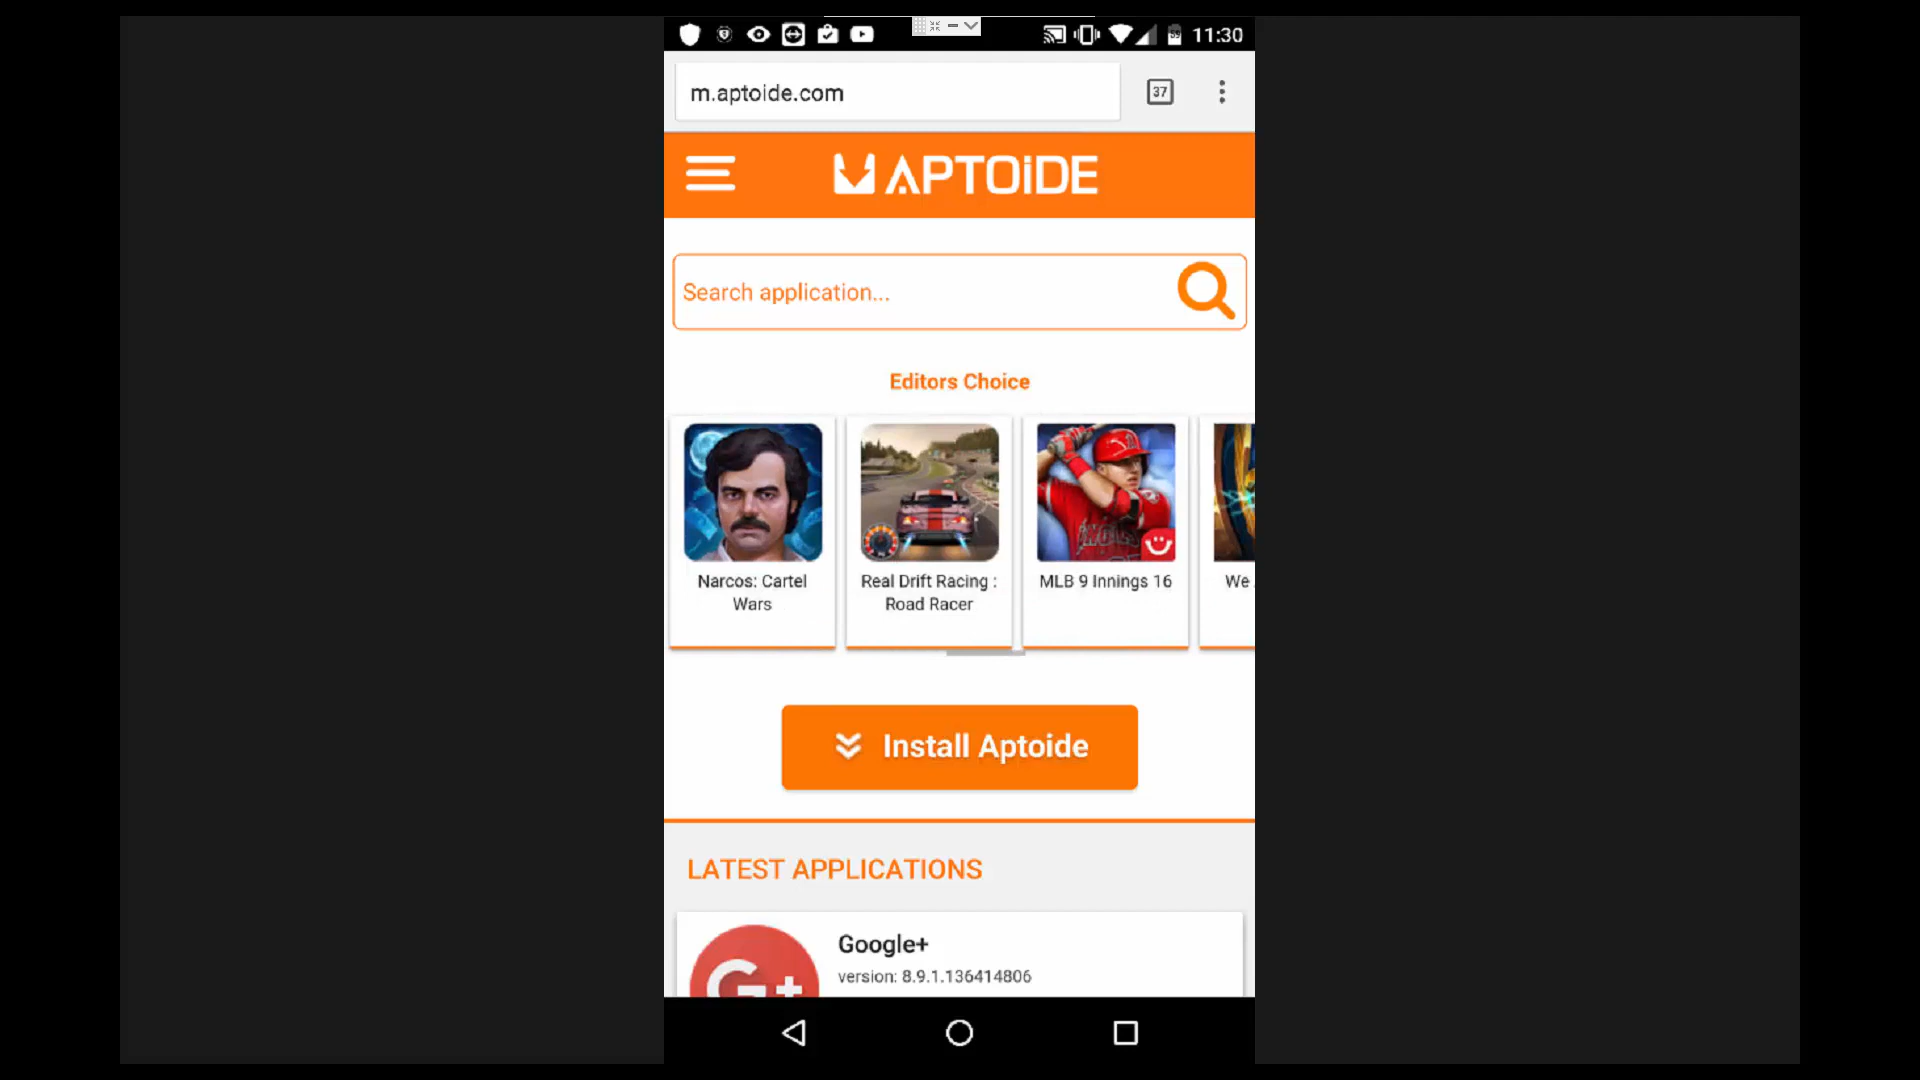 11:30
m.aptoide.com
37
APTOiDE
Search application...
Editors Choice
Narcos: Cartel
Wars
Real Drift Racing :
Road Racer
MLB 9 Innings 16
We
Install Aptoide
LATEST APPLICATIONS
Google+
version: 8.9.1.136414806
G+